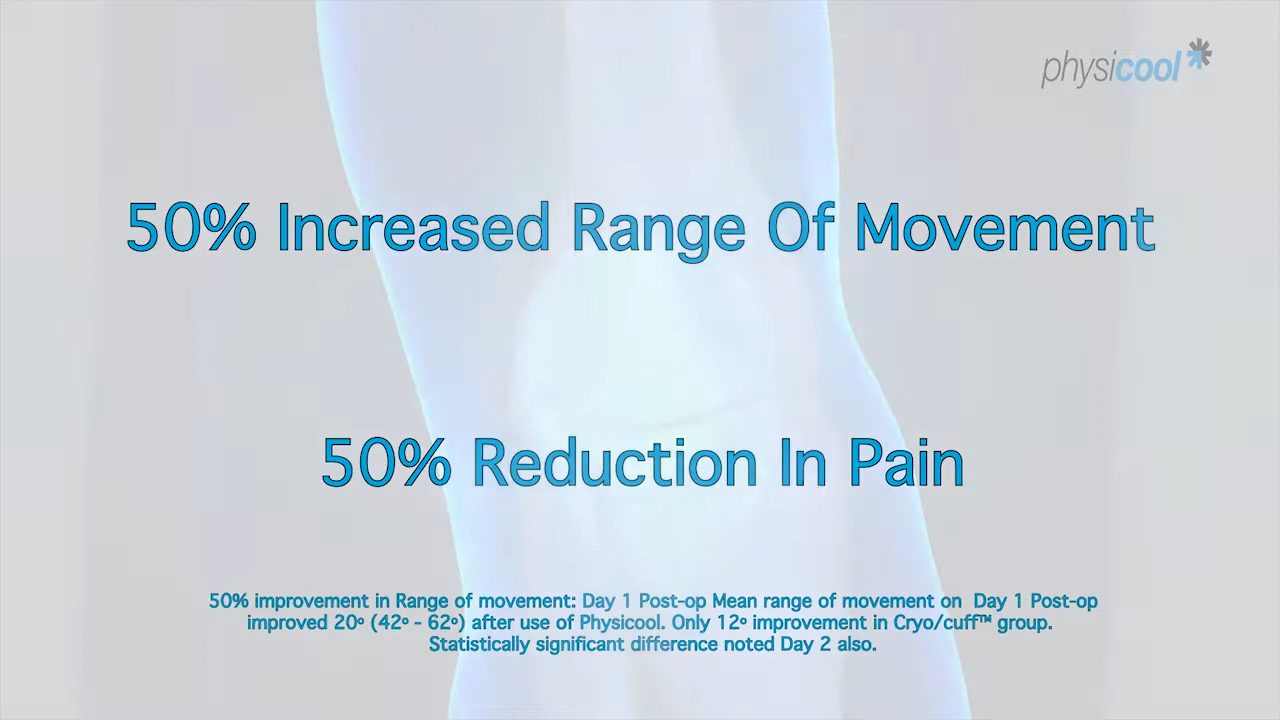 physicool
50% Increased Range Of Movement
50% Reduction In Pain
50% improvement in Range of movement: Day 1 Post-op Mean range of movement on  Day 1 Post-op
improved 20º (42º - 62º) after use of Physicool. Only 12º improvement in Cryo/cuff™ group.
Statistically significant difference noted Day 2 also.